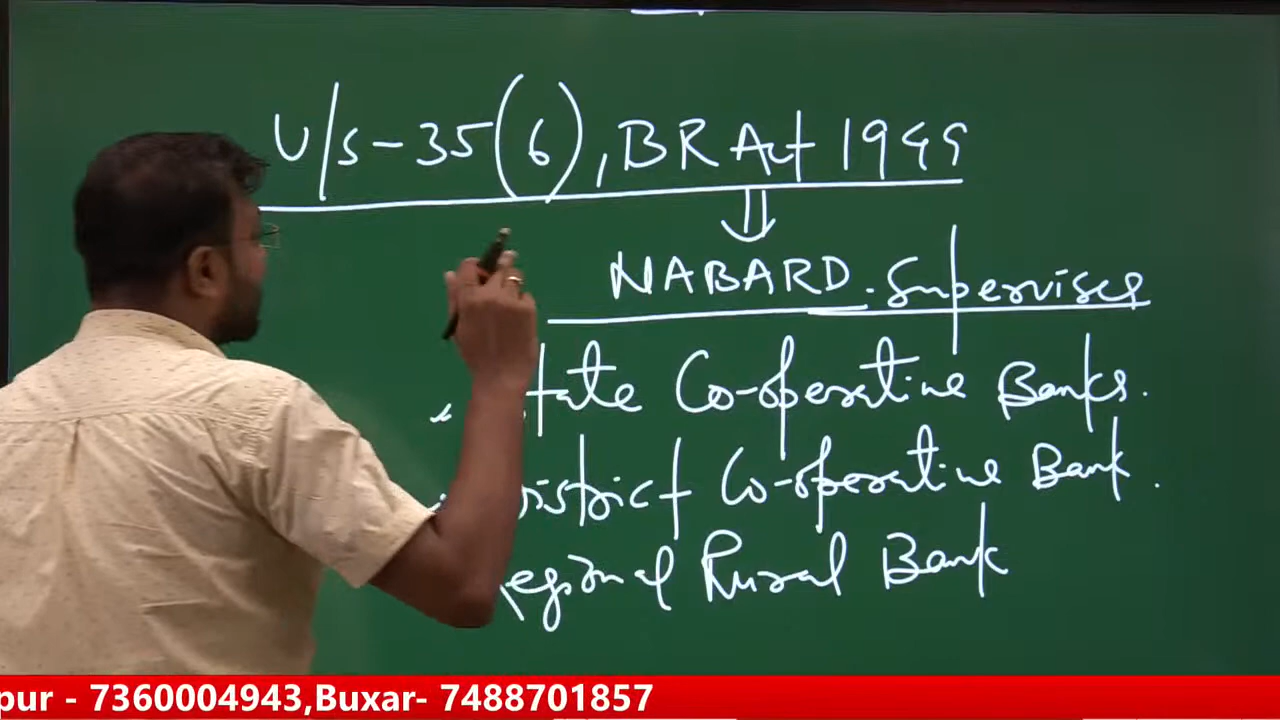 U/s - 35(6), BR Act 1949
NABARD. Supervises
State Co-operative Banks.
District Co-operative Bank.
Regional Rural Bank
pur - 7360004943,Buxar- 7488701857